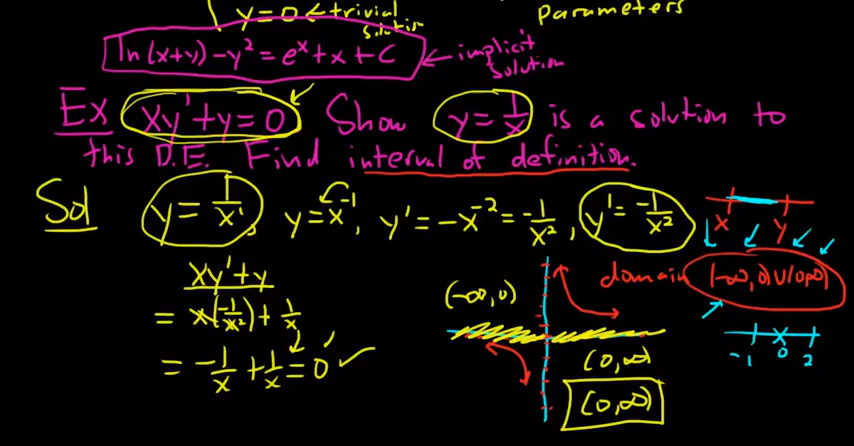 y=0 ← trivial solution
parameters
ln(x+y) - y² = eˣ + x + C ← implicit solution
Ex xy' + y = 0 Show y = 1/x is a solution to
this D.E. Find interval of definition.
Sol y = 1/x, y = x⁻¹, y' = -x⁻² = -1/x², y' = -1/x²
x y
xy' + y
domain (-∞,0)∪(0,∞)
(-∞,0)
= x(-1/x²) + 1/x
-1 0 2
= -1/x + 1/x = 0 ✓
(0,∞)
(0,∞)